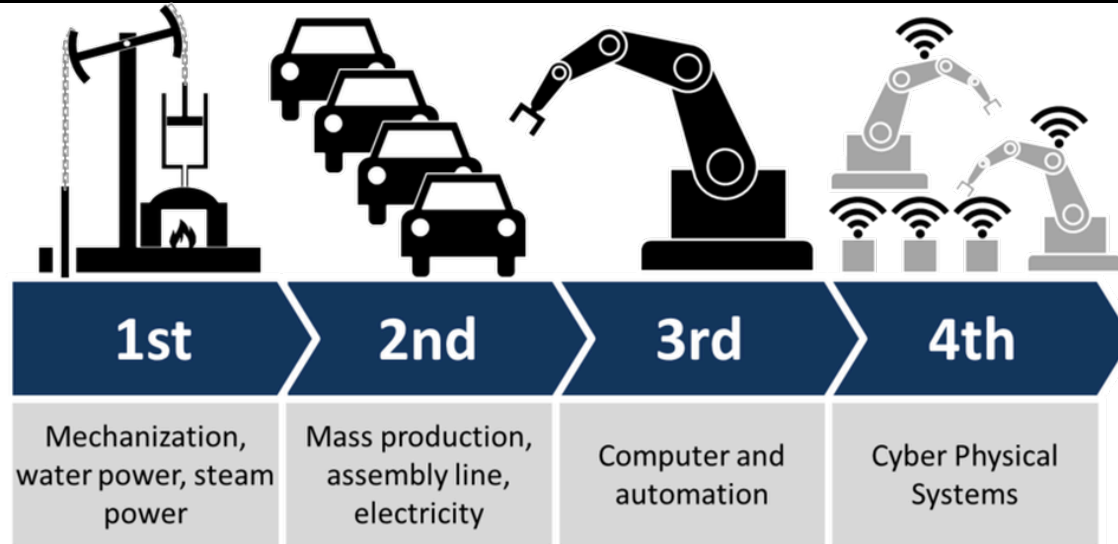 1st
2nd
3rd
4th
Mechanization,
water power, steam
power
Mass production,
assembly line,
electricity
Computer and
automation
Cyber Physical
Systems